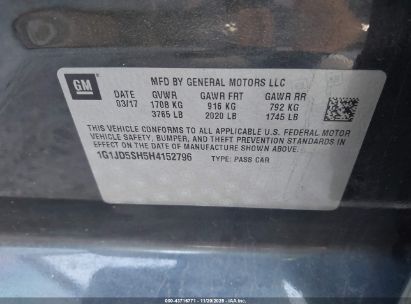 GM
MFD BY GENERAL MOTORS LLC
DATE GVWR GAWR FRT GAWR RR
03/17 1708 KG 916 KG 792 KG
3765 LB 2020 LB 1745 LB
THIS VEHICLE CONFORMS TO ALL APPLICABLE U.S. FEDERAL MOTOR
VEHICLE SAFETY, BUMPER, AND THEFT PREVENTION STANDARDS
IN EFFECT ON THE DATE OF MANUFACTURE SHOWN ABOVE.
1G1JD5SH5H4152796 TYPE: PASS CAR